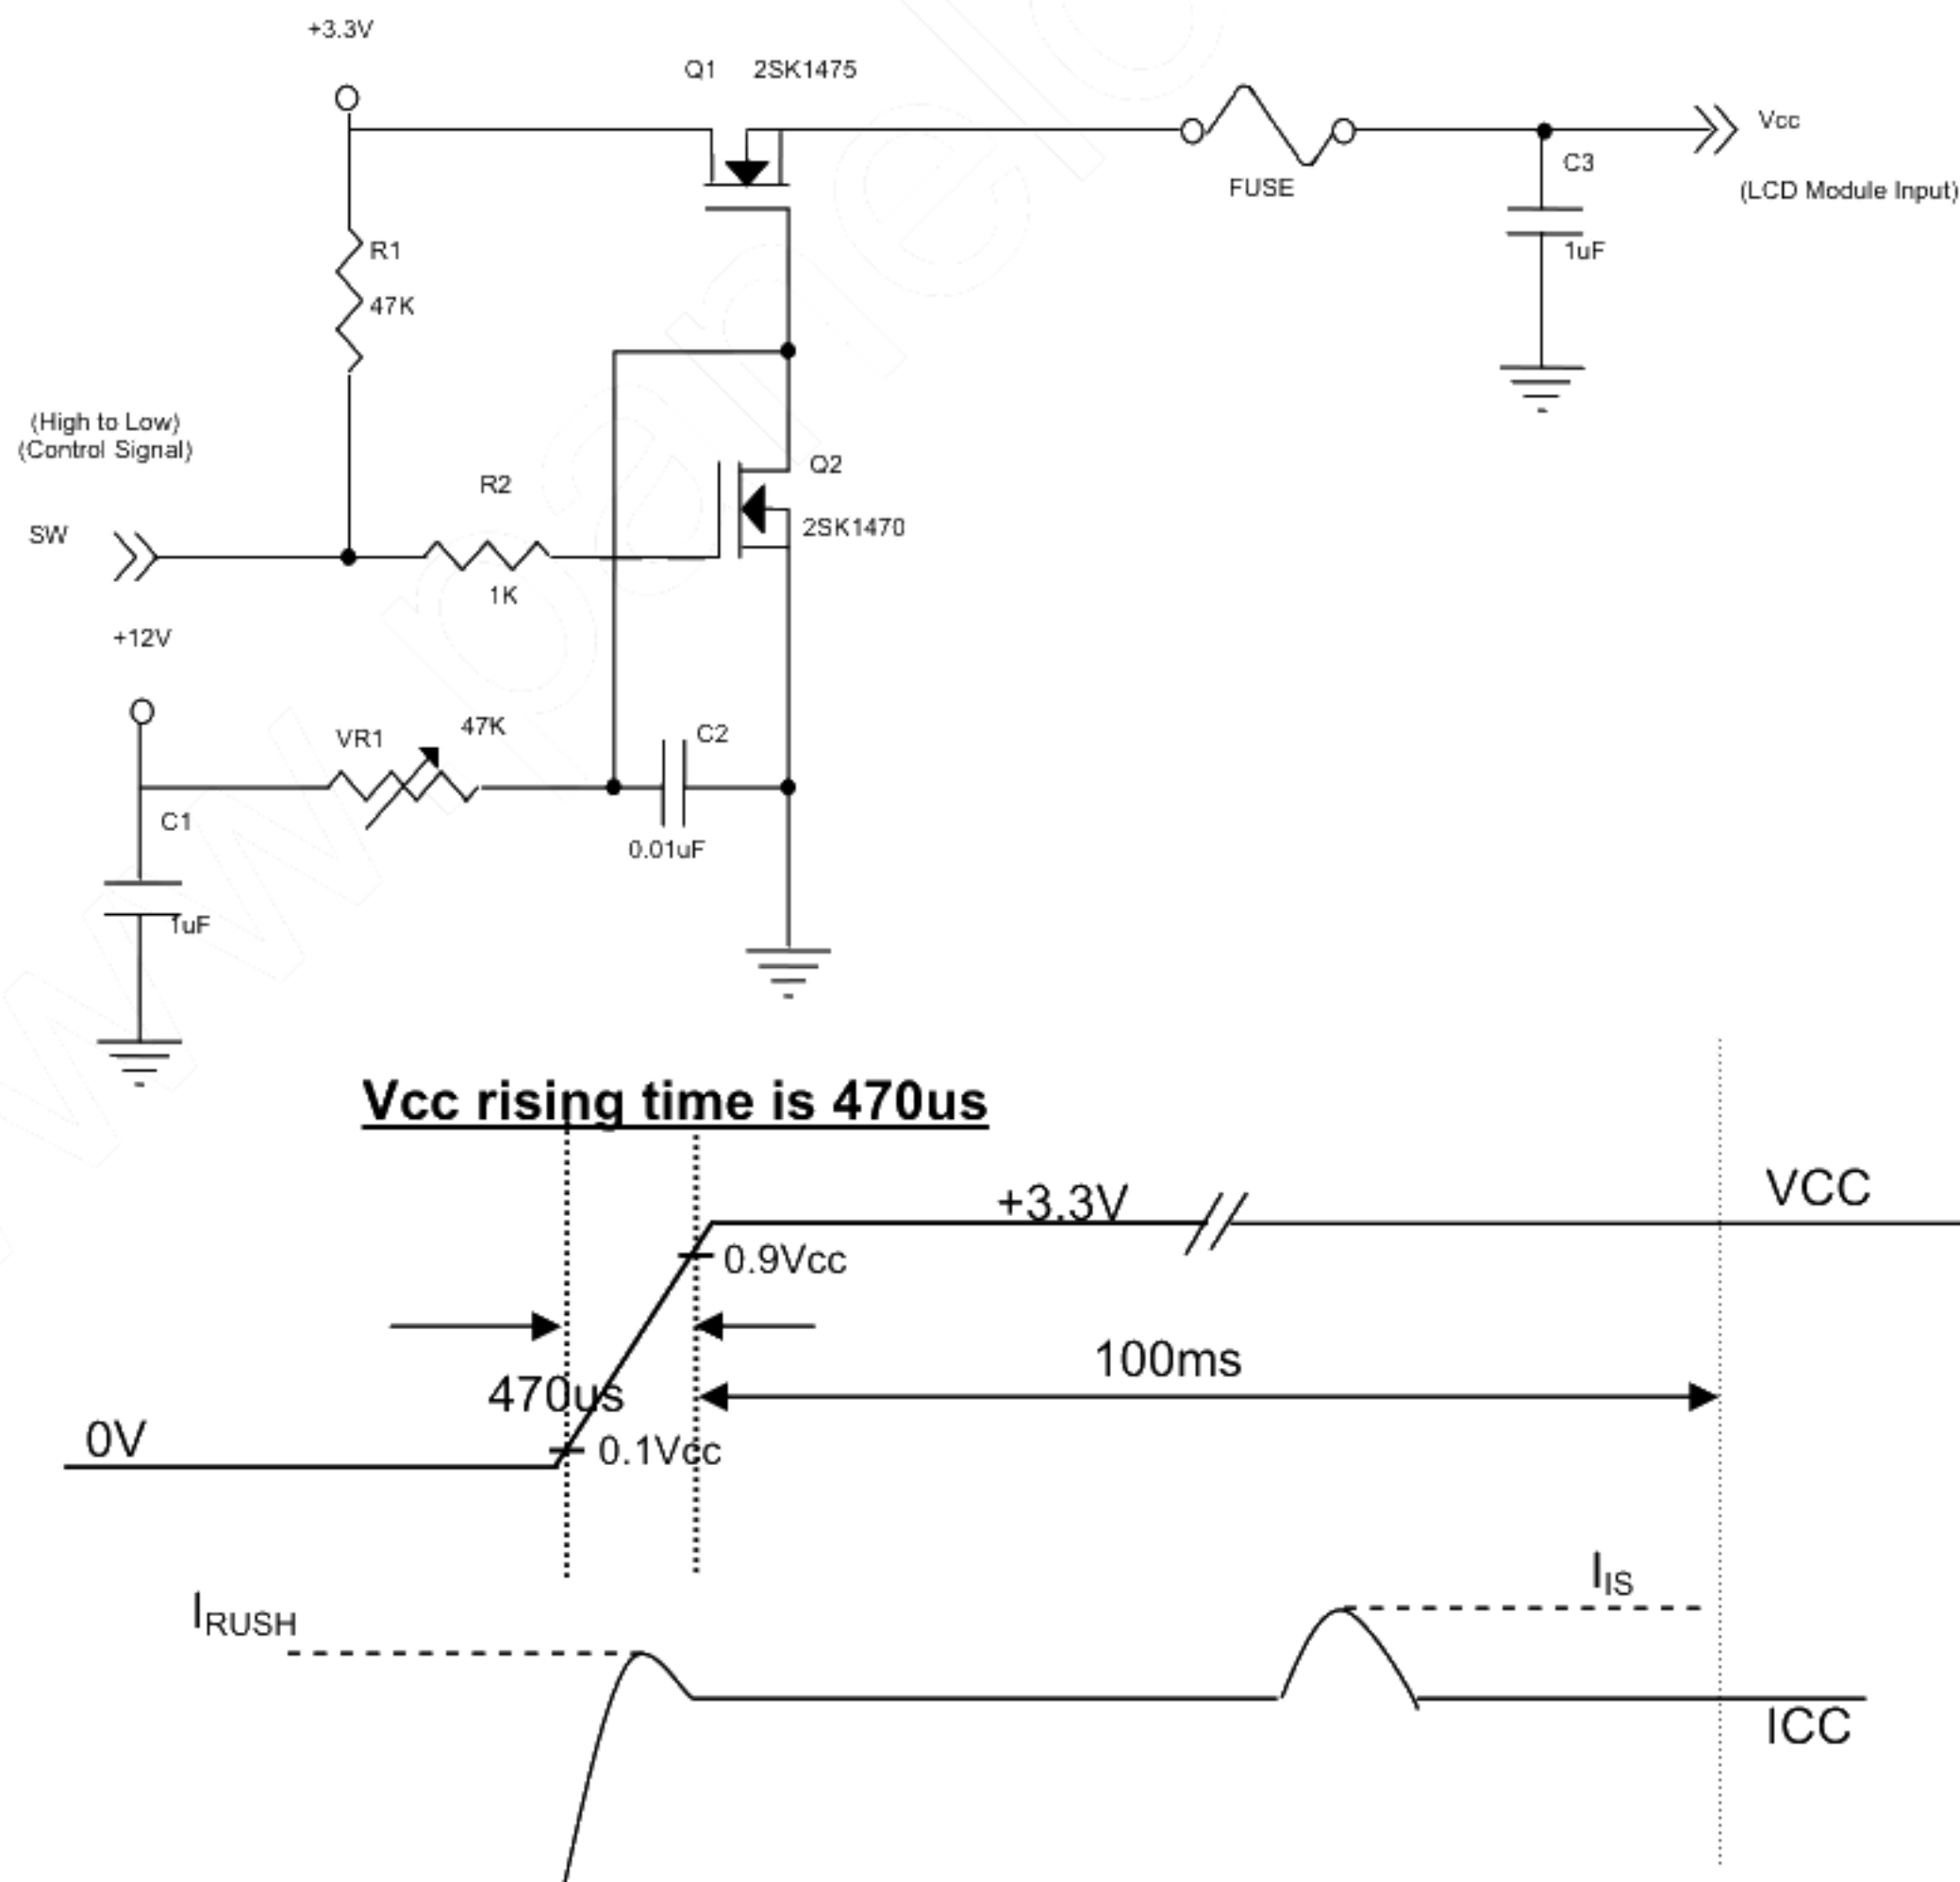 +3.3V
Q1 2SK1475
Vcc
C3
FUSE
(LCD Module Input)
R1
1uF
47K
(High to Low)
(Control Signal)
Q2
R2
2SK1470
SW
1K
+12V
47K
VR1
C2
C1
0.01uF
1uF
Vcc rising time is 470us
+3.3V
VCC
0.9Vcc
100ms
470us
0V
0.1Vcc
IIS
IRUSH
ICC